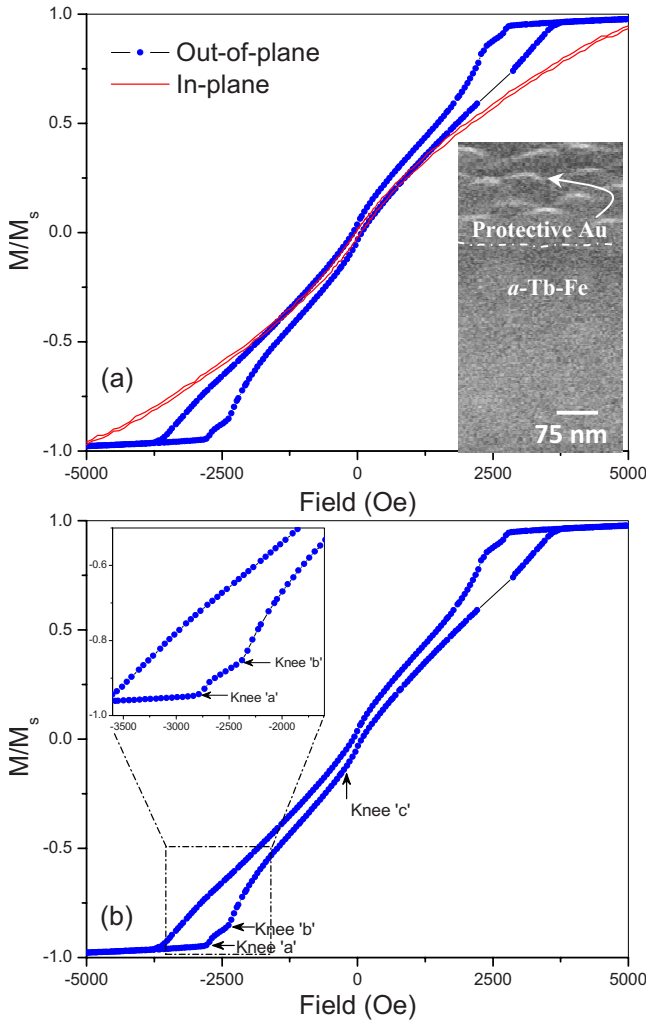 1.0
Out-of-plane
In-plane
0.5
M/Mₛ
0.0
Protective Au
a-Tb-Fe
-0.5
(a)
75 nm
-1.0
-5000 -2500 0 2500 5000
Field (Oe)
1.0
-0.6
0.5
-0.8
Knee 'b'
Knee 'a'
-1.0
-3500 -3000 -2500 -2000
M/Mₛ
0.0
Knee 'c'
-0.5
(b)
Knee 'b'
Knee 'a'
-1.0
-5000 -2500 0 2500 5000
Field (Oe)